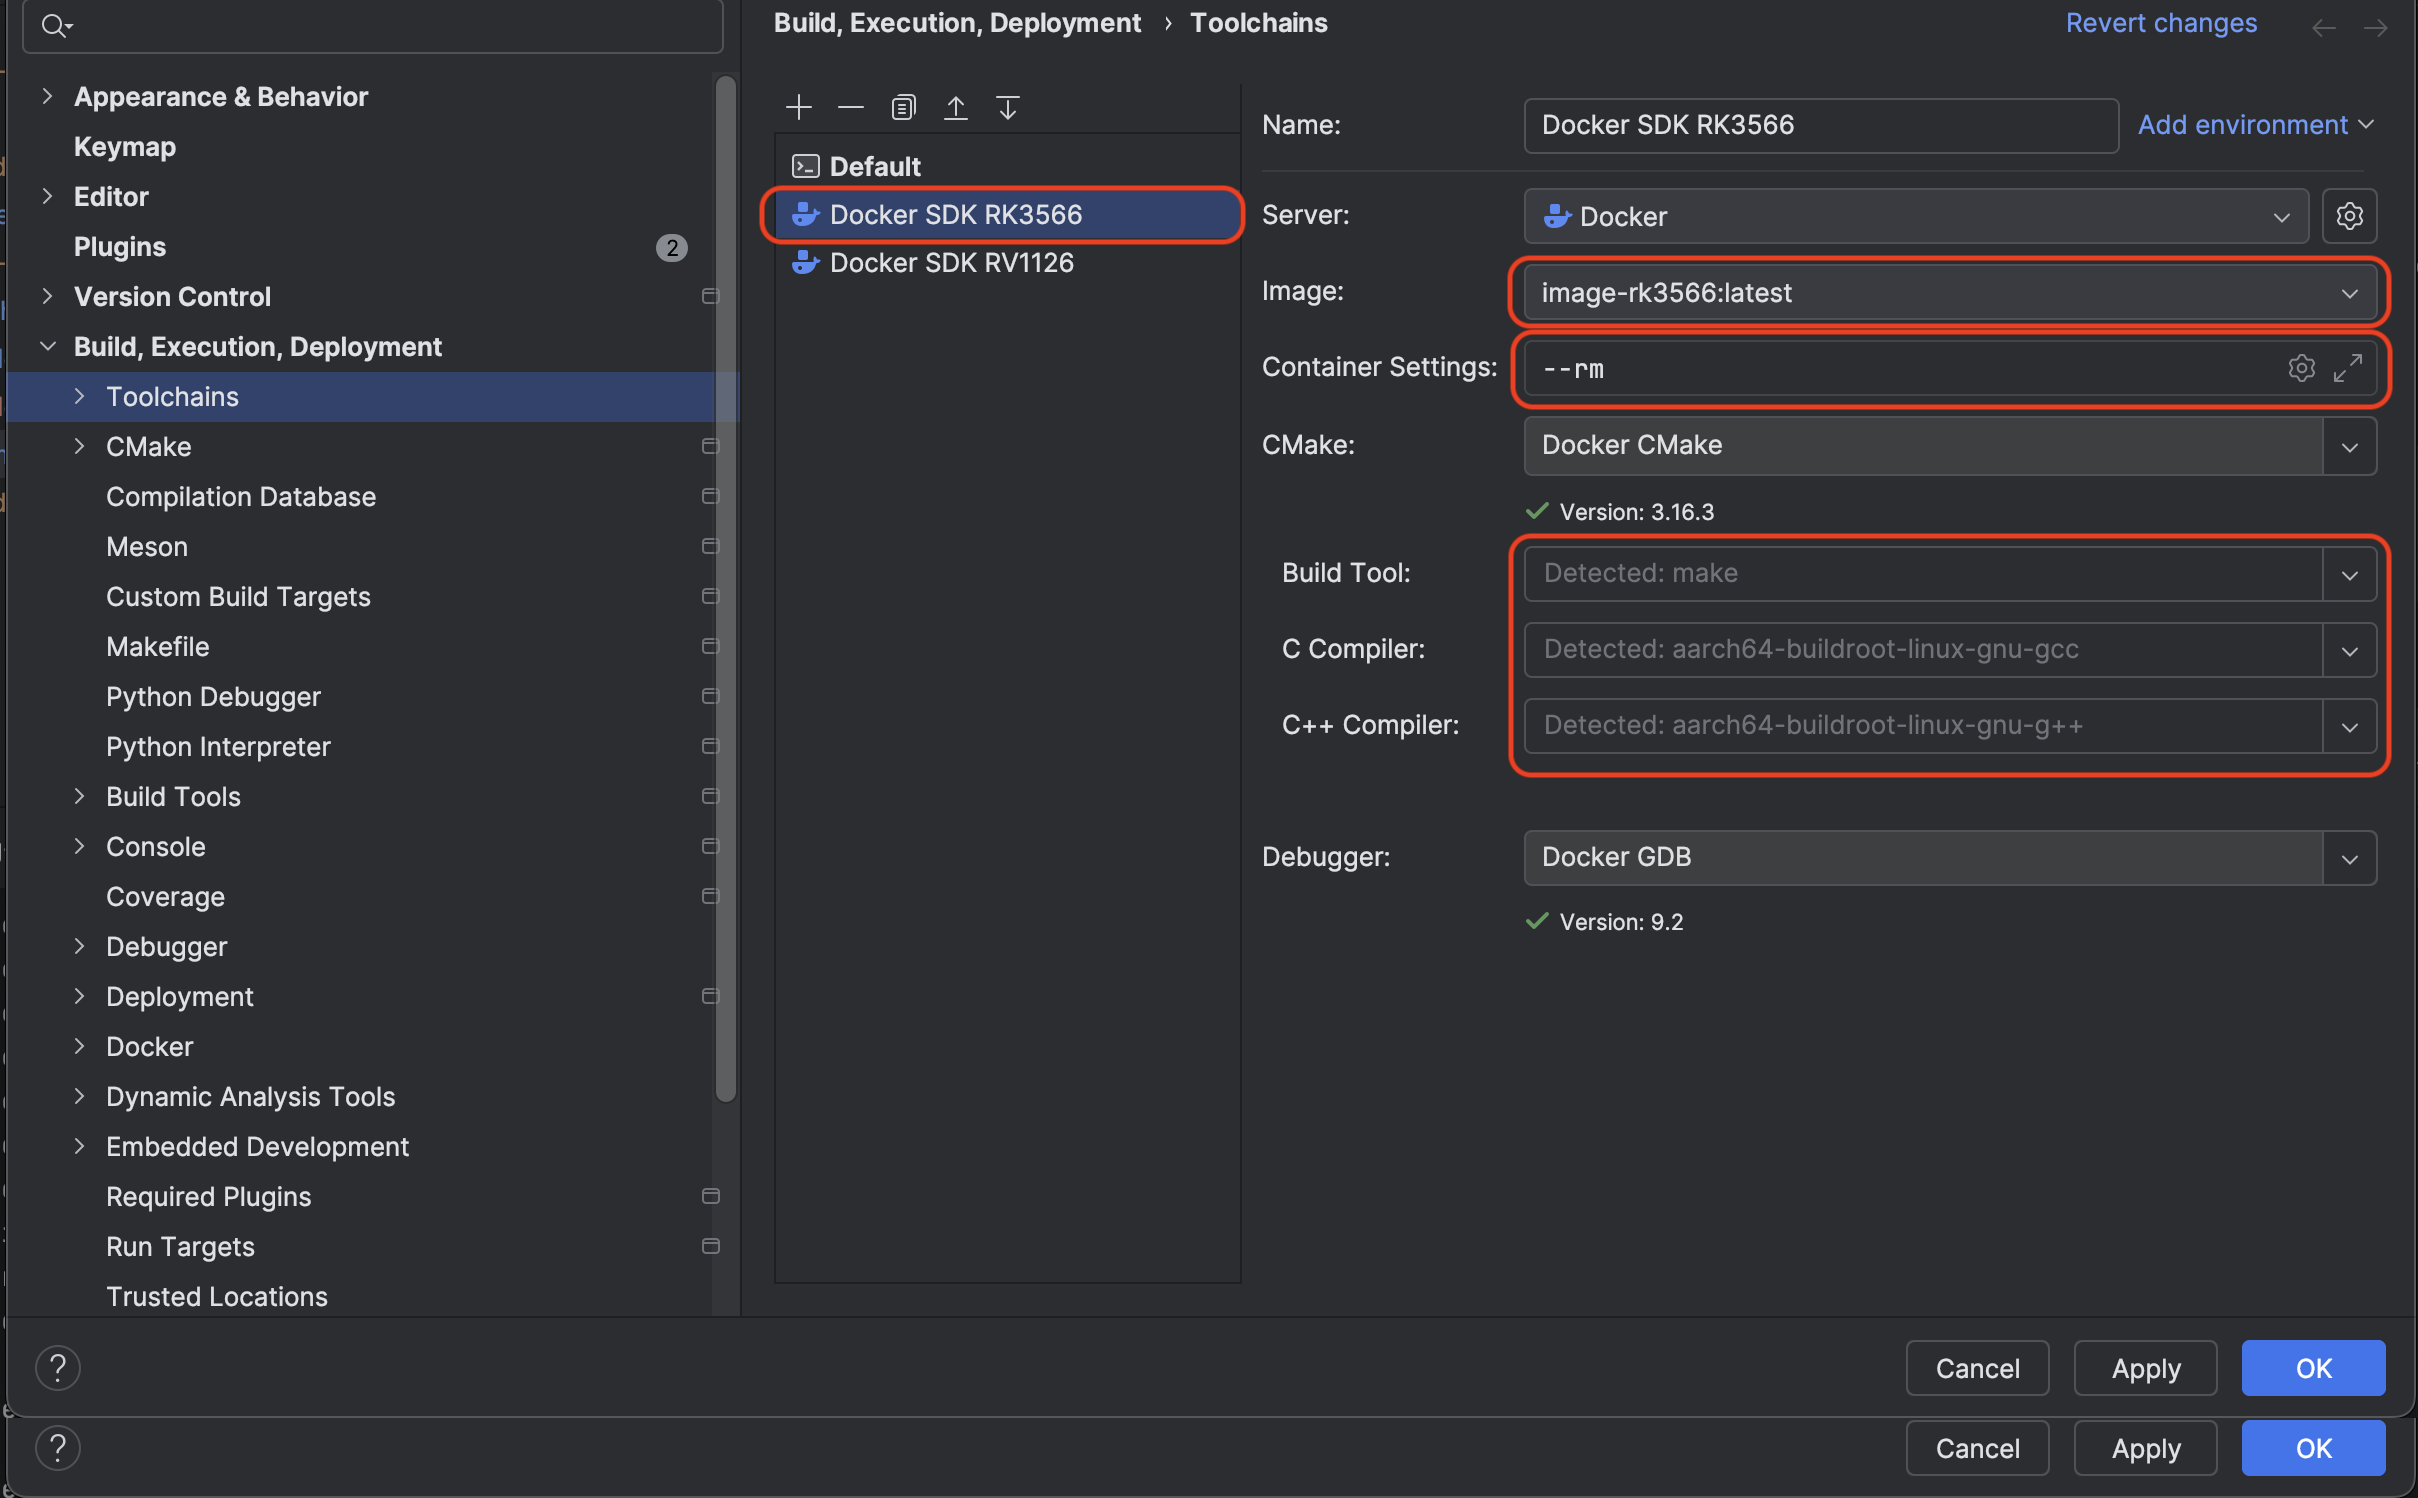 Build, Execution, Deployment › Toolchains
Revert changes
Appearance & Behavior
Keymap
Editor
Plugins
2
Version Control
Build, Execution, Deployment
Toolchains
CMake
Compilation Database
Meson
Custom Build Targets
Makefile
Python Debugger
Python Interpreter
Build Tools
Console
Coverage
Debugger
Deployment
Docker
Dynamic Analysis Tools
Embedded Development
Required Plugins
Run Targets
Trusted Locations
Default
Docker SDK RK3566
Docker SDK RV1126
Name: Docker SDK RK3566 Add environment
Server: Docker
Image: image-rk3566:latest
Container Settings: --rm
CMake: Docker CMake
Version: 3.16.3
Build Tool: Detected: make
C Compiler: Detected: aarch64-buildroot-linux-gnu-gcc
C++ Compiler: Detected: aarch64-buildroot-linux-gnu-g++
Debugger: Docker GDB
Version: 9.2
? Cancel Apply OK
? Cancel Apply OK